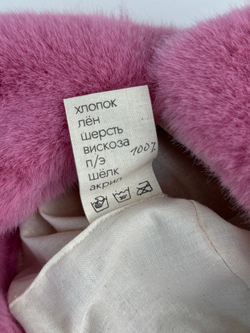 ХЛОПОК
ЛЁН
ШЕРСТЬ
ВИСКОЗА
П/Э 100%
ШЁЛК
АКРИЛ